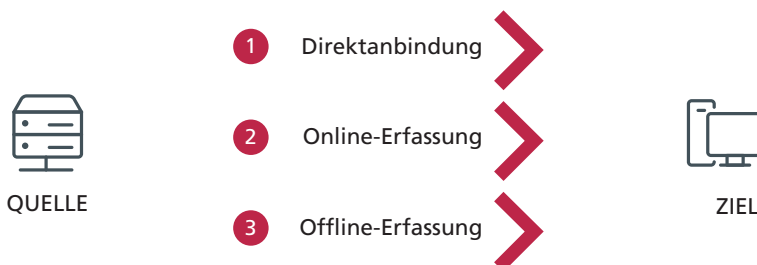 1 Direktanbindung
2 Online-Erfassung
QUELLE
ZIEL
3 Offline-Erfassung